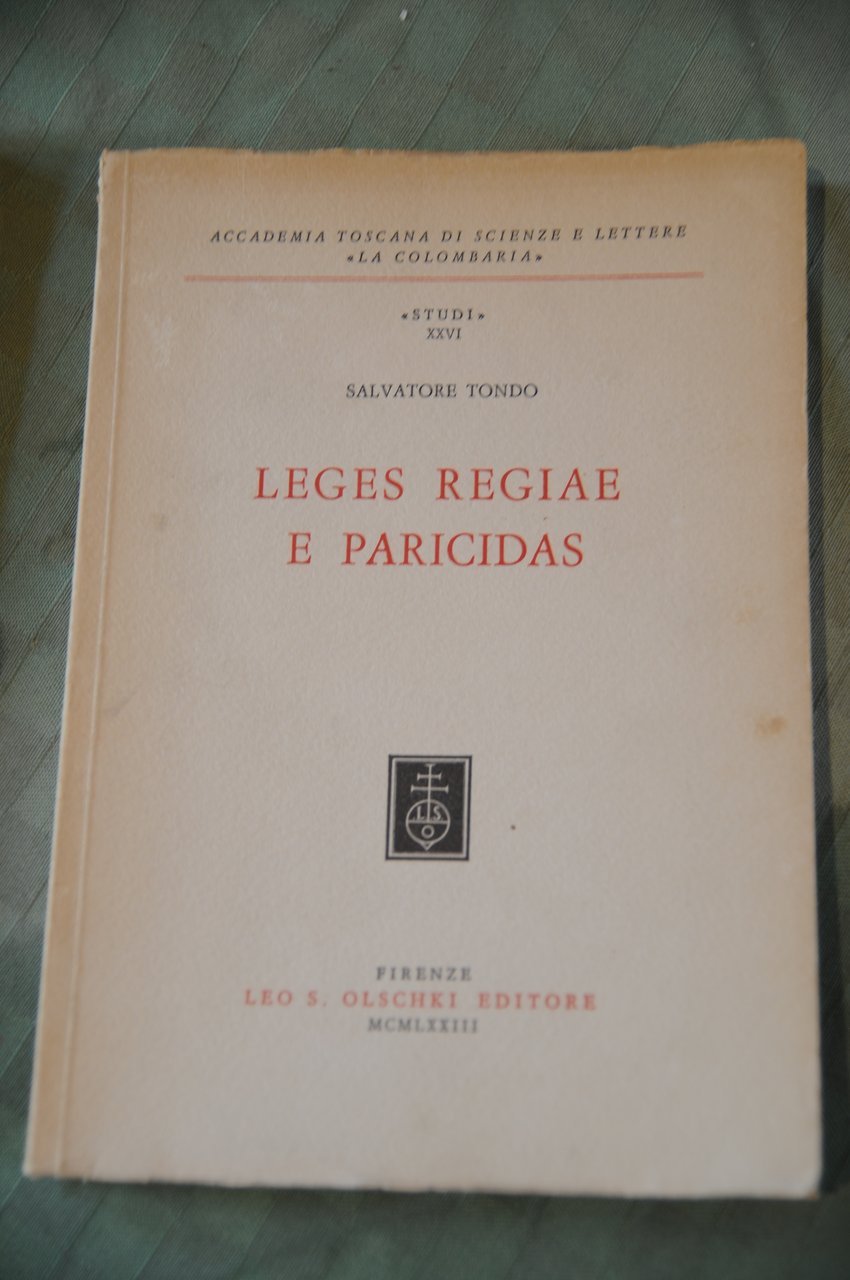 ACCADEMIA TOSCANA DI SCIENZE E LETTERE
«LA COLOMBARIA»
«STUDI»
XXVI
SALVATORE TONDO
LEGES REGIAE
E PARICIDAS
L S
O
FIRENZE
LEO S. OLSCHKI EDITORE
MCMLXXIII